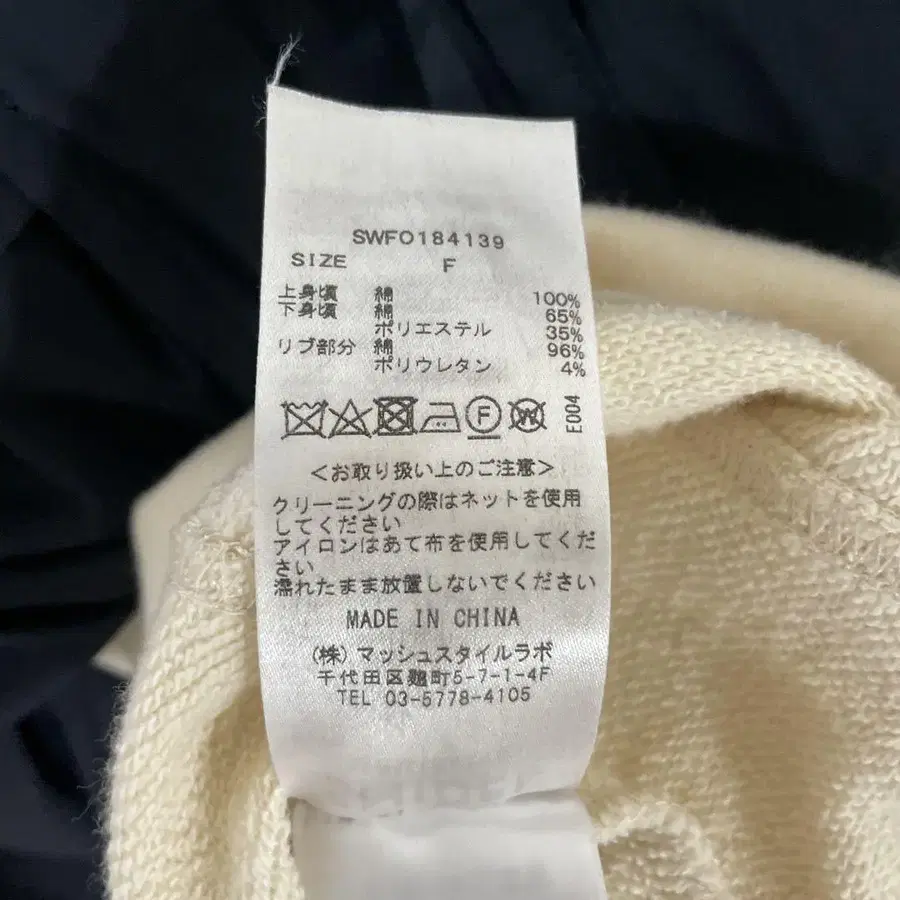 SWFO184139
SIZE F
上身頃 綿 100%
下身頃 綿 65%
ポリエステル 35%
リブ部分 綿 96%
ポリウレタン 4%
F W E004
<お取り扱い上のご注意>
クリーニングの際はネットを使用
してください
アイロンはあて布を使用してくだ
さい
濡れたまま放置しないでください
MADE IN CHINA
(株)マッシュスタイルラボ
千代田区麹町5-7-1-4F
TEL 03-5778-4105